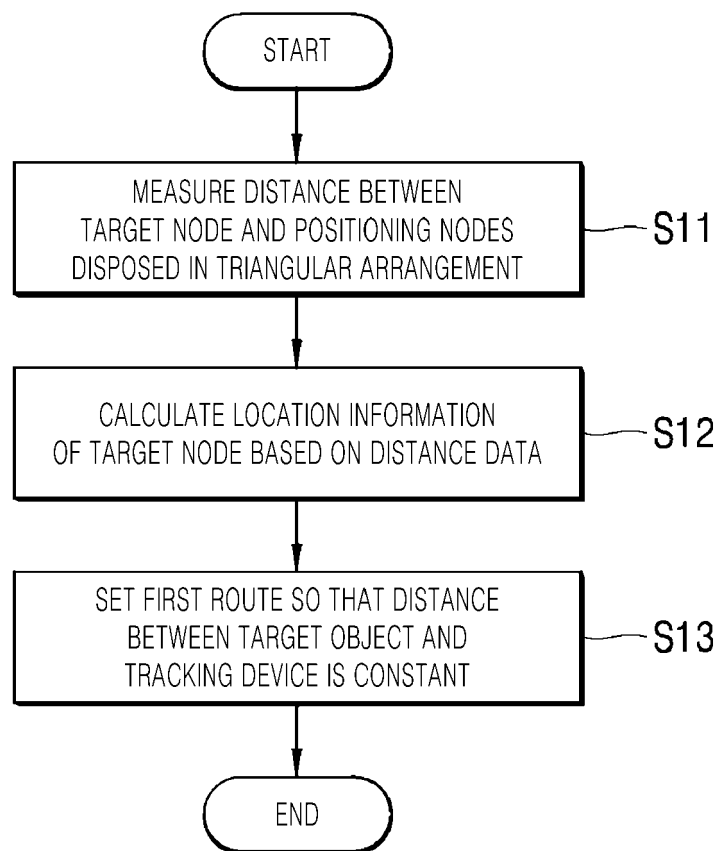 START
MEASURE DISTANCE BETWEEN
TARGET NODE AND POSITIONING NODES
DISPOSED IN TRIANGULAR ARRANGEMENT
S11
CALCULATE LOCATION INFORMATION
OF TARGET NODE BASED ON DISTANCE DATA
S12
SET FIRST ROUTE SO THAT DISTANCE
BETWEEN TARGET OBJECT AND
TRACKING DEVICE IS CONSTANT
S13
END